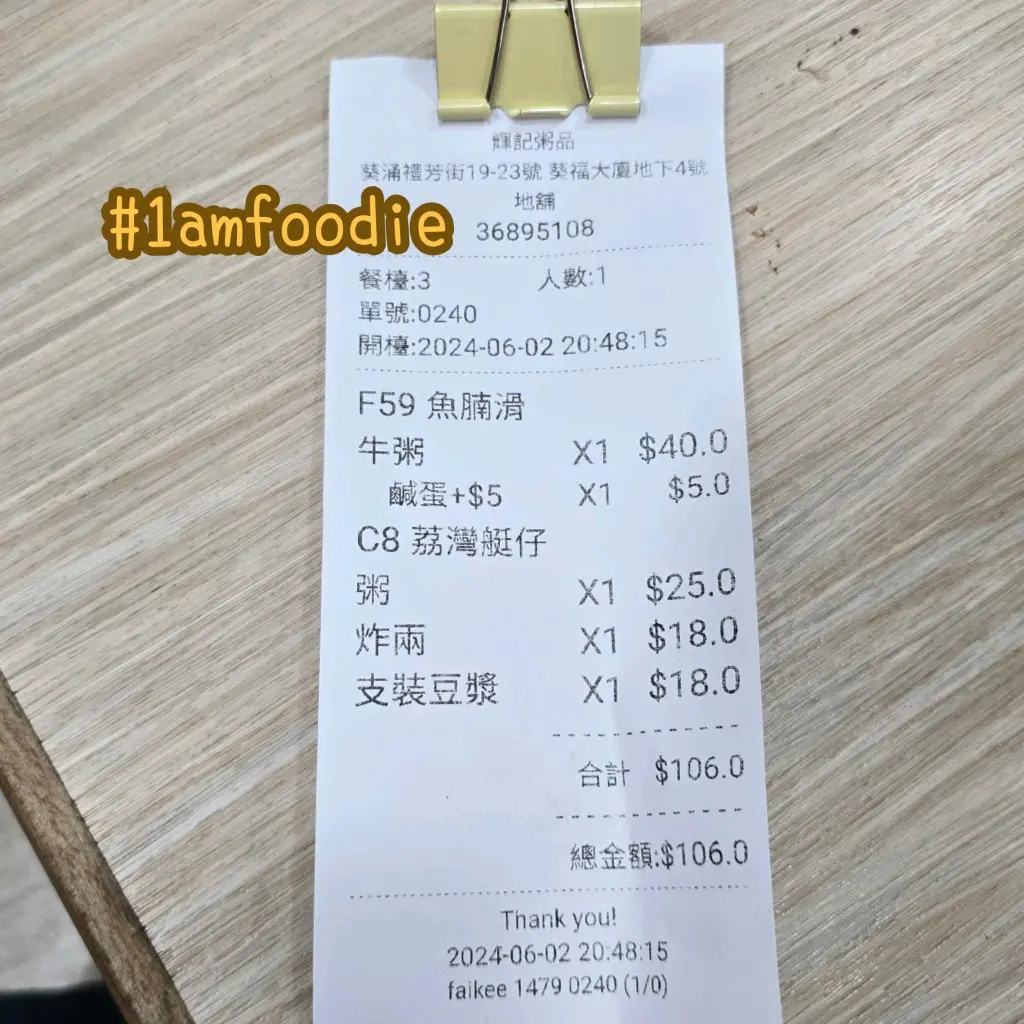 輝記粥品
葵涌禮芳街19-23號 葵福大廈地下4號
地舖
#1amfoodie
36895108
餐檯:3 人數:1
單號:0240
開檯:2024-06-02 20:48:15
F59 魚腩滑
牛粥 X1 $40.0
鹹蛋+$5 X1 $5.0
C8 荔灣艇仔
粥 X1 $25.0
炸兩 X1 $18.0
支裝豆漿 X1 $18.0
合計 $106.0
總金額:$106.0
Thank you!
2024-06-02 20:48:15
faikee 1479 0240 (1/0)